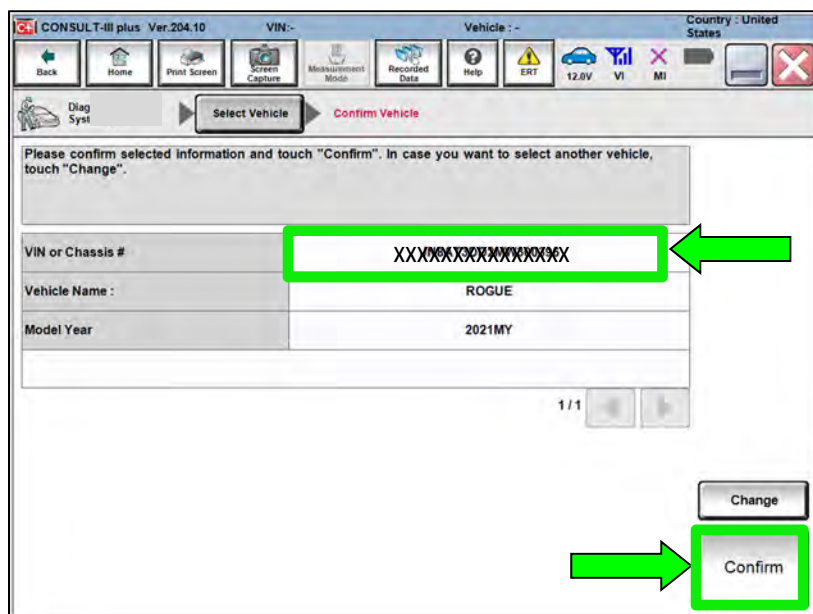 CONSULT-III plus Ver.204.10 VIN:- Vehicle : - Country : United States
Back Home Print Screen Screen Capture Measurement Mode Recorded Data Help ERT 12.0V VI MI
Diag Syst Select Vehicle Confirm Vehicle
Please confirm selected information and touch "Confirm". In case you want to select another vehicle,
touch "Change".
VIN or Chassis #
Vehicle Name : ROGUE
Model Year 2021MY
1/1
Change
Confirm